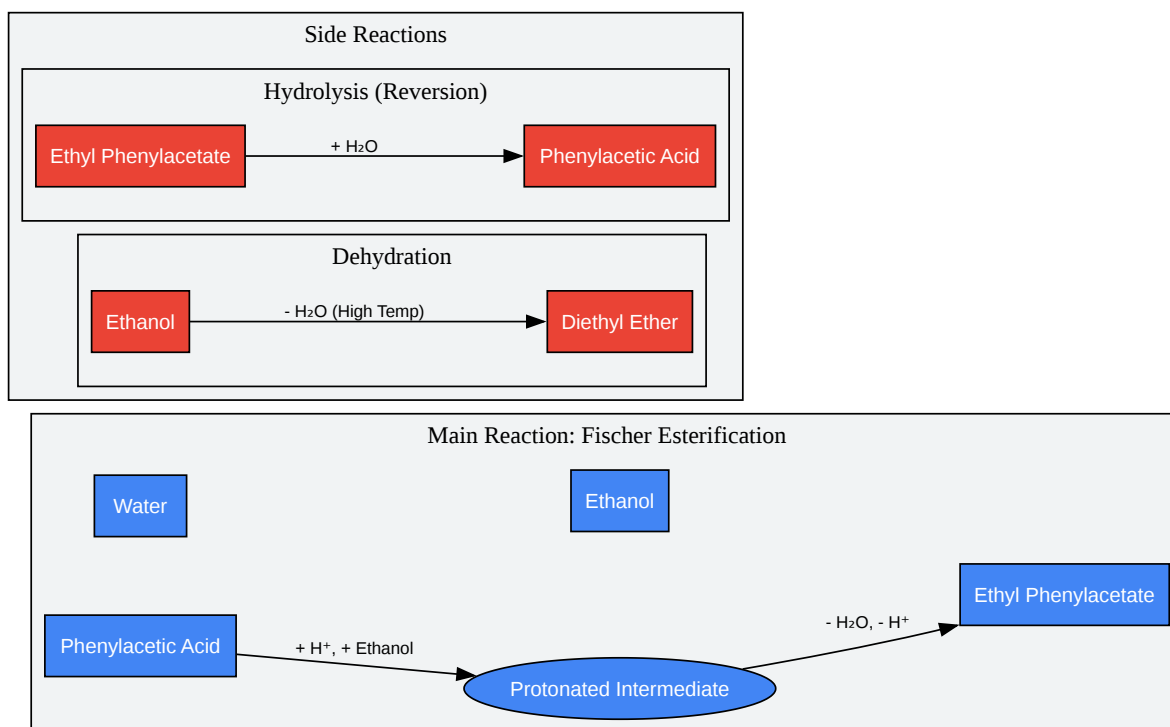 Side Reactions
Hydrolysis (Reversion)
Ethyl Phenylacetate
+ H₂O
Phenylacetic Acid
Dehydration
Ethanol
- H₂O (High Temp)
Diethyl Ether
Main Reaction: Fischer Esterification
Water
Ethanol
Ethyl Phenylacetate
Phenylacetic Acid
+ H⁺, + Ethanol
Protonated Intermediate
- H₂O, - H⁺